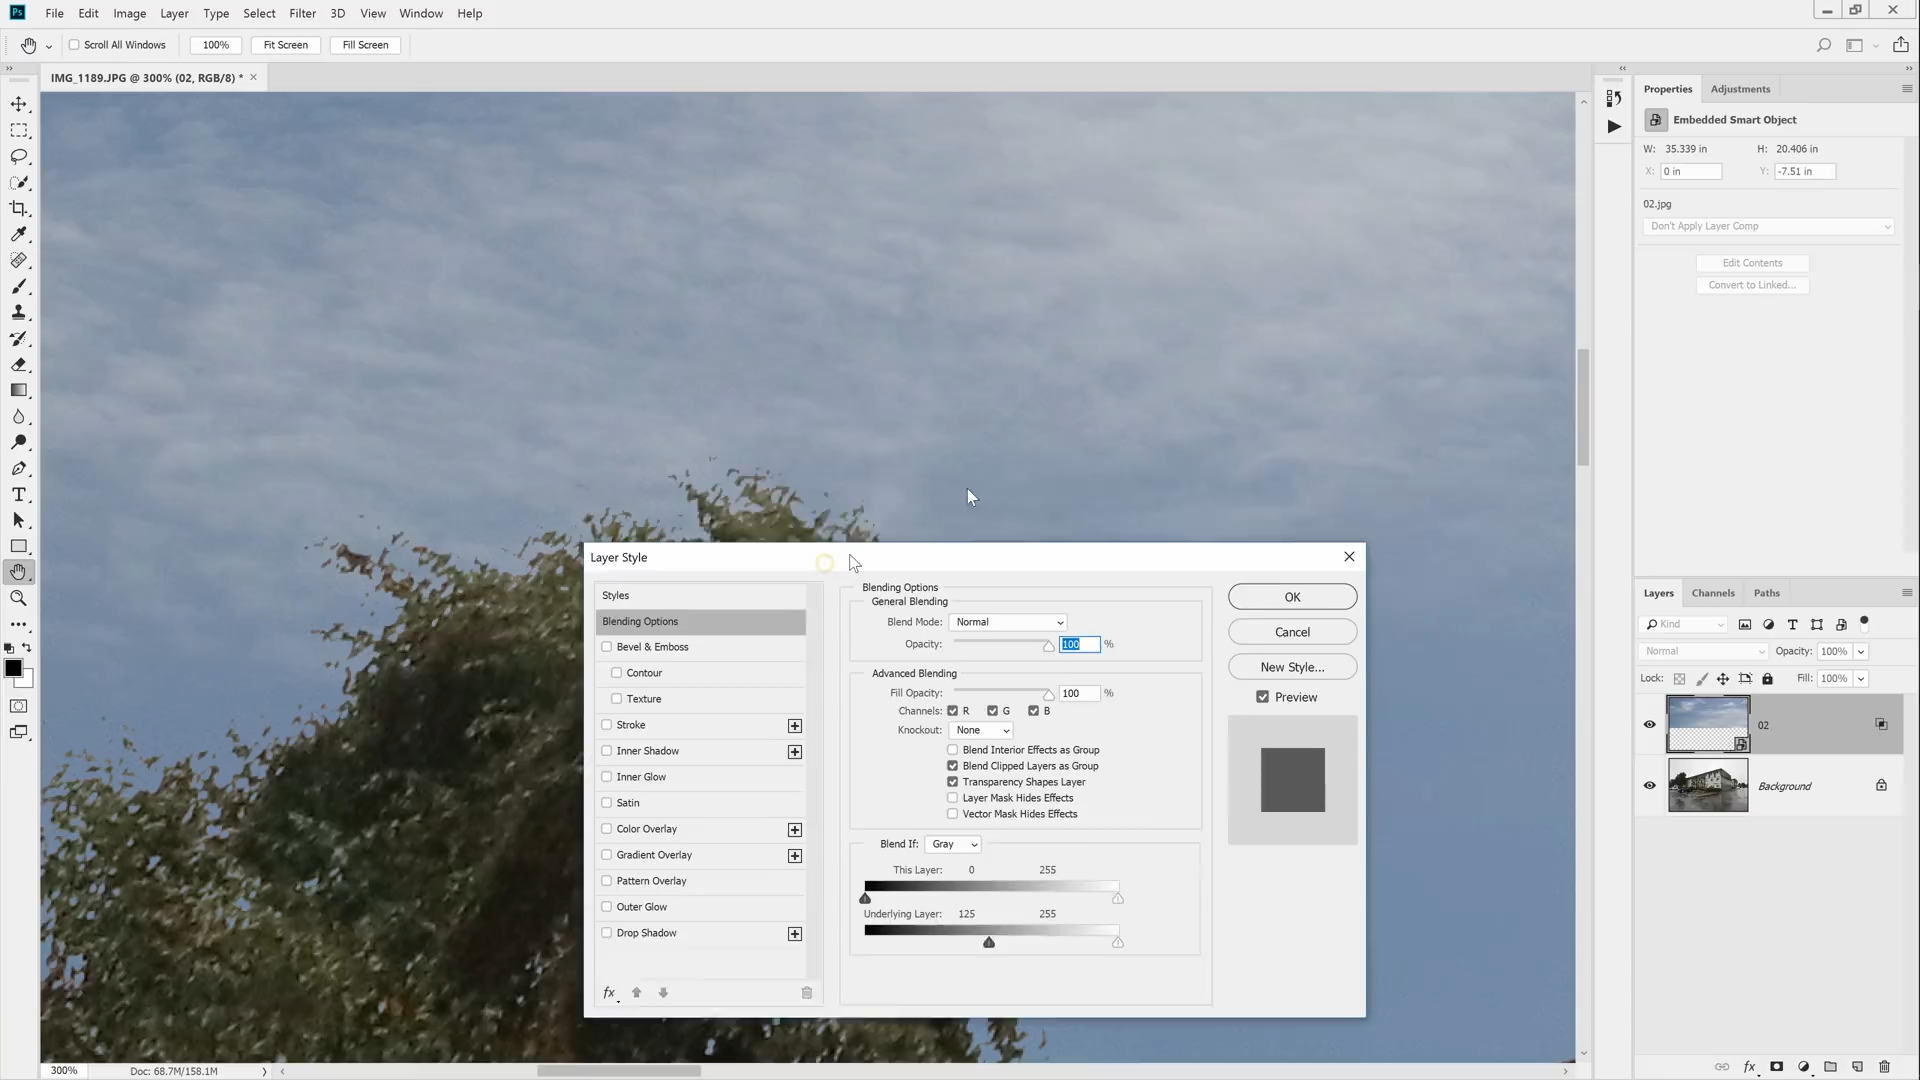 Ps File Edit Image Layer Type Select Filter 3D View Window Help
Scroll All Windows 100% Fit Screen Fill Screen
IMG_1189.JPG @ 300% (02, RGB/8) *
Properties Adjustments
Embedded Smart Object
W: 35.339 in H: 20.406 in
X: 0 in Y: -7.51 in
02.jpg
Don't Apply Layer Comp
Edit Contents
Convert to Linked...
Layer Style
Styles
Blending Options
Bevel & Emboss
Contour
Texture
Stroke
Inner Shadow
Inner Glow
Satin
Color Overlay
Gradient Overlay
Pattern Overlay
Outer Glow
Drop Shadow
fx
Blending Options
General Blending
Blend Mode: Normal
Opacity: 100 %
Advanced Blending
Fill Opacity: 100 %
Channels: R G B
Knockout: None
Blend Interior Effects as Group
Blend Clipped Layers as Group
Transparency Shapes Layer
Layer Mask Hides Effects
Vector Mask Hides Effects
Blend If: Gray
This Layer: 0 255
Underlying Layer: 125 255
OK
Cancel
New Style...
Preview
Layers Channels Paths
Kind
Normal Opacity: 100%
Lock: Fill: 100%
02
Background
fx
300% Doc: 68.7M/158.1M